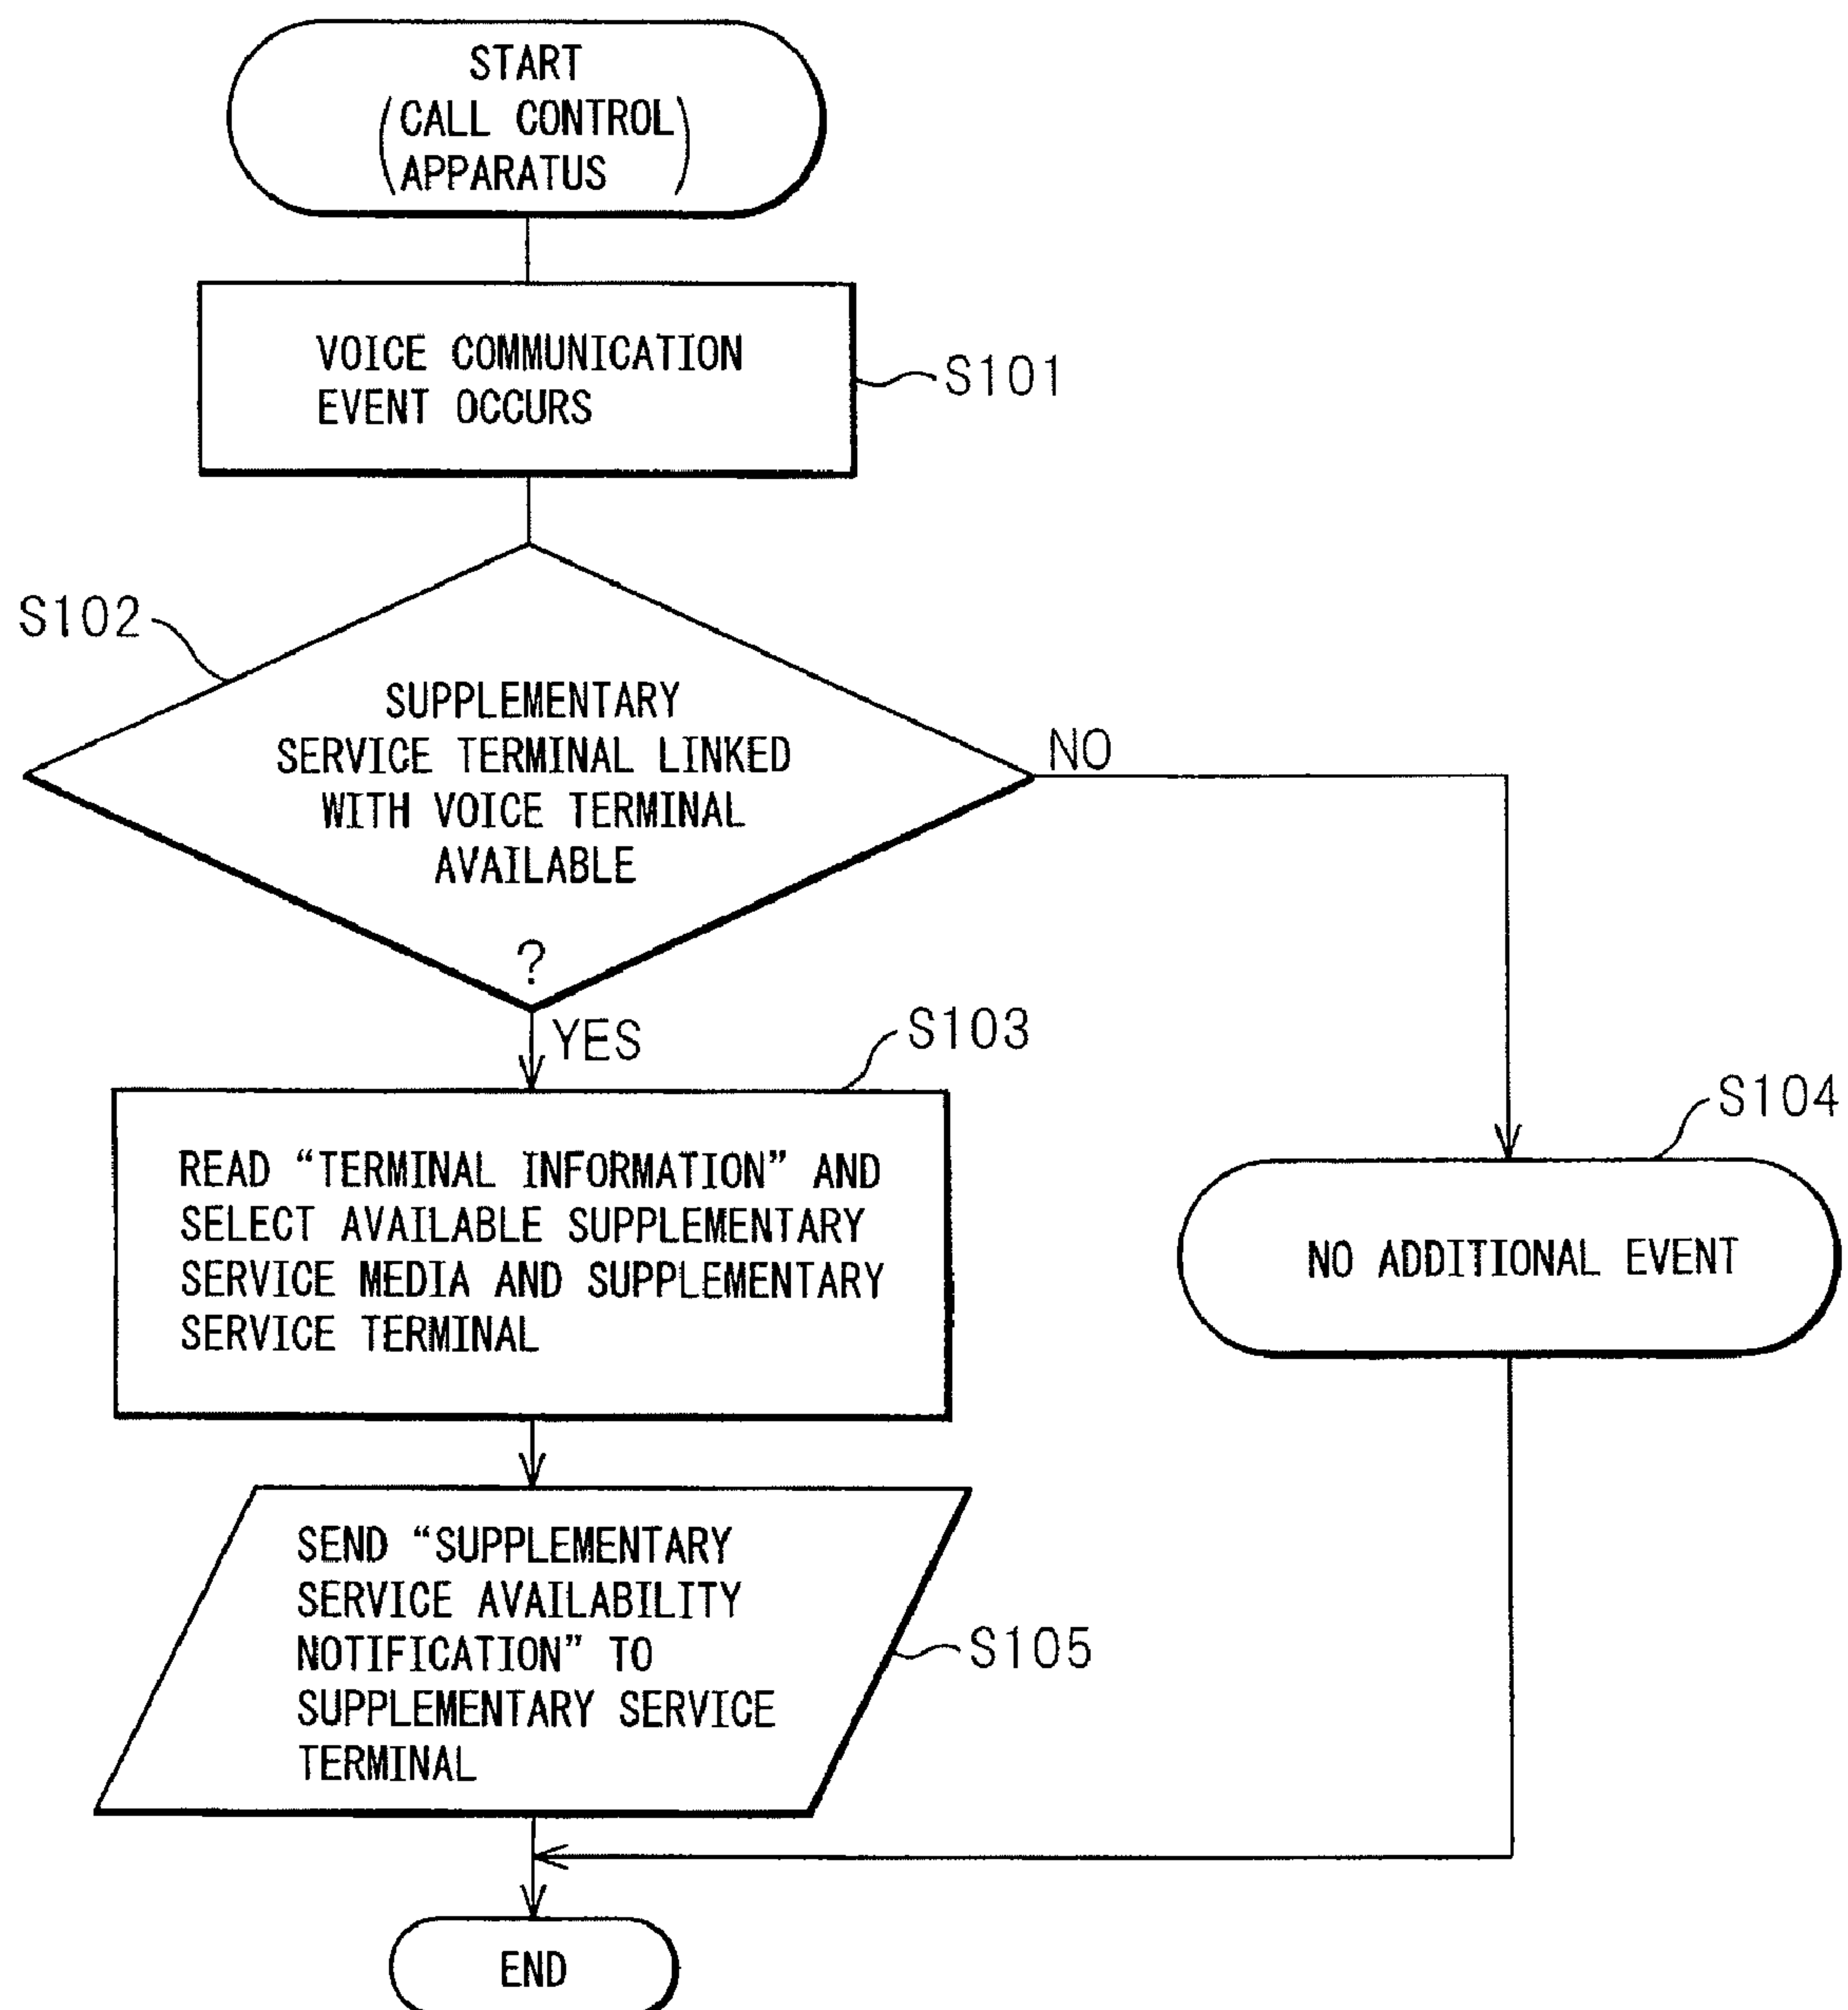 START
(CALL CONTROL
APPARATUS)
VOICE COMMUNICATION
EVENT OCCURS
S101
S102
SUPPLEMENTARY
SERVICE TERMINAL LINKED
WITH VOICE TERMINAL
AVAILABLE
?
NO
YES
S103
READ “TERMINAL INFORMATION” AND
SELECT AVAILABLE SUPPLEMENTARY
SERVICE MEDIA AND SUPPLEMENTARY
SERVICE TERMINAL
S104
NO ADDITIONAL EVENT
SEND “SUPPLEMENTARY
SERVICE AVAILABILITY
NOTIFICATION” TO
SUPPLEMENTARY SERVICE
TERMINAL
S105
END